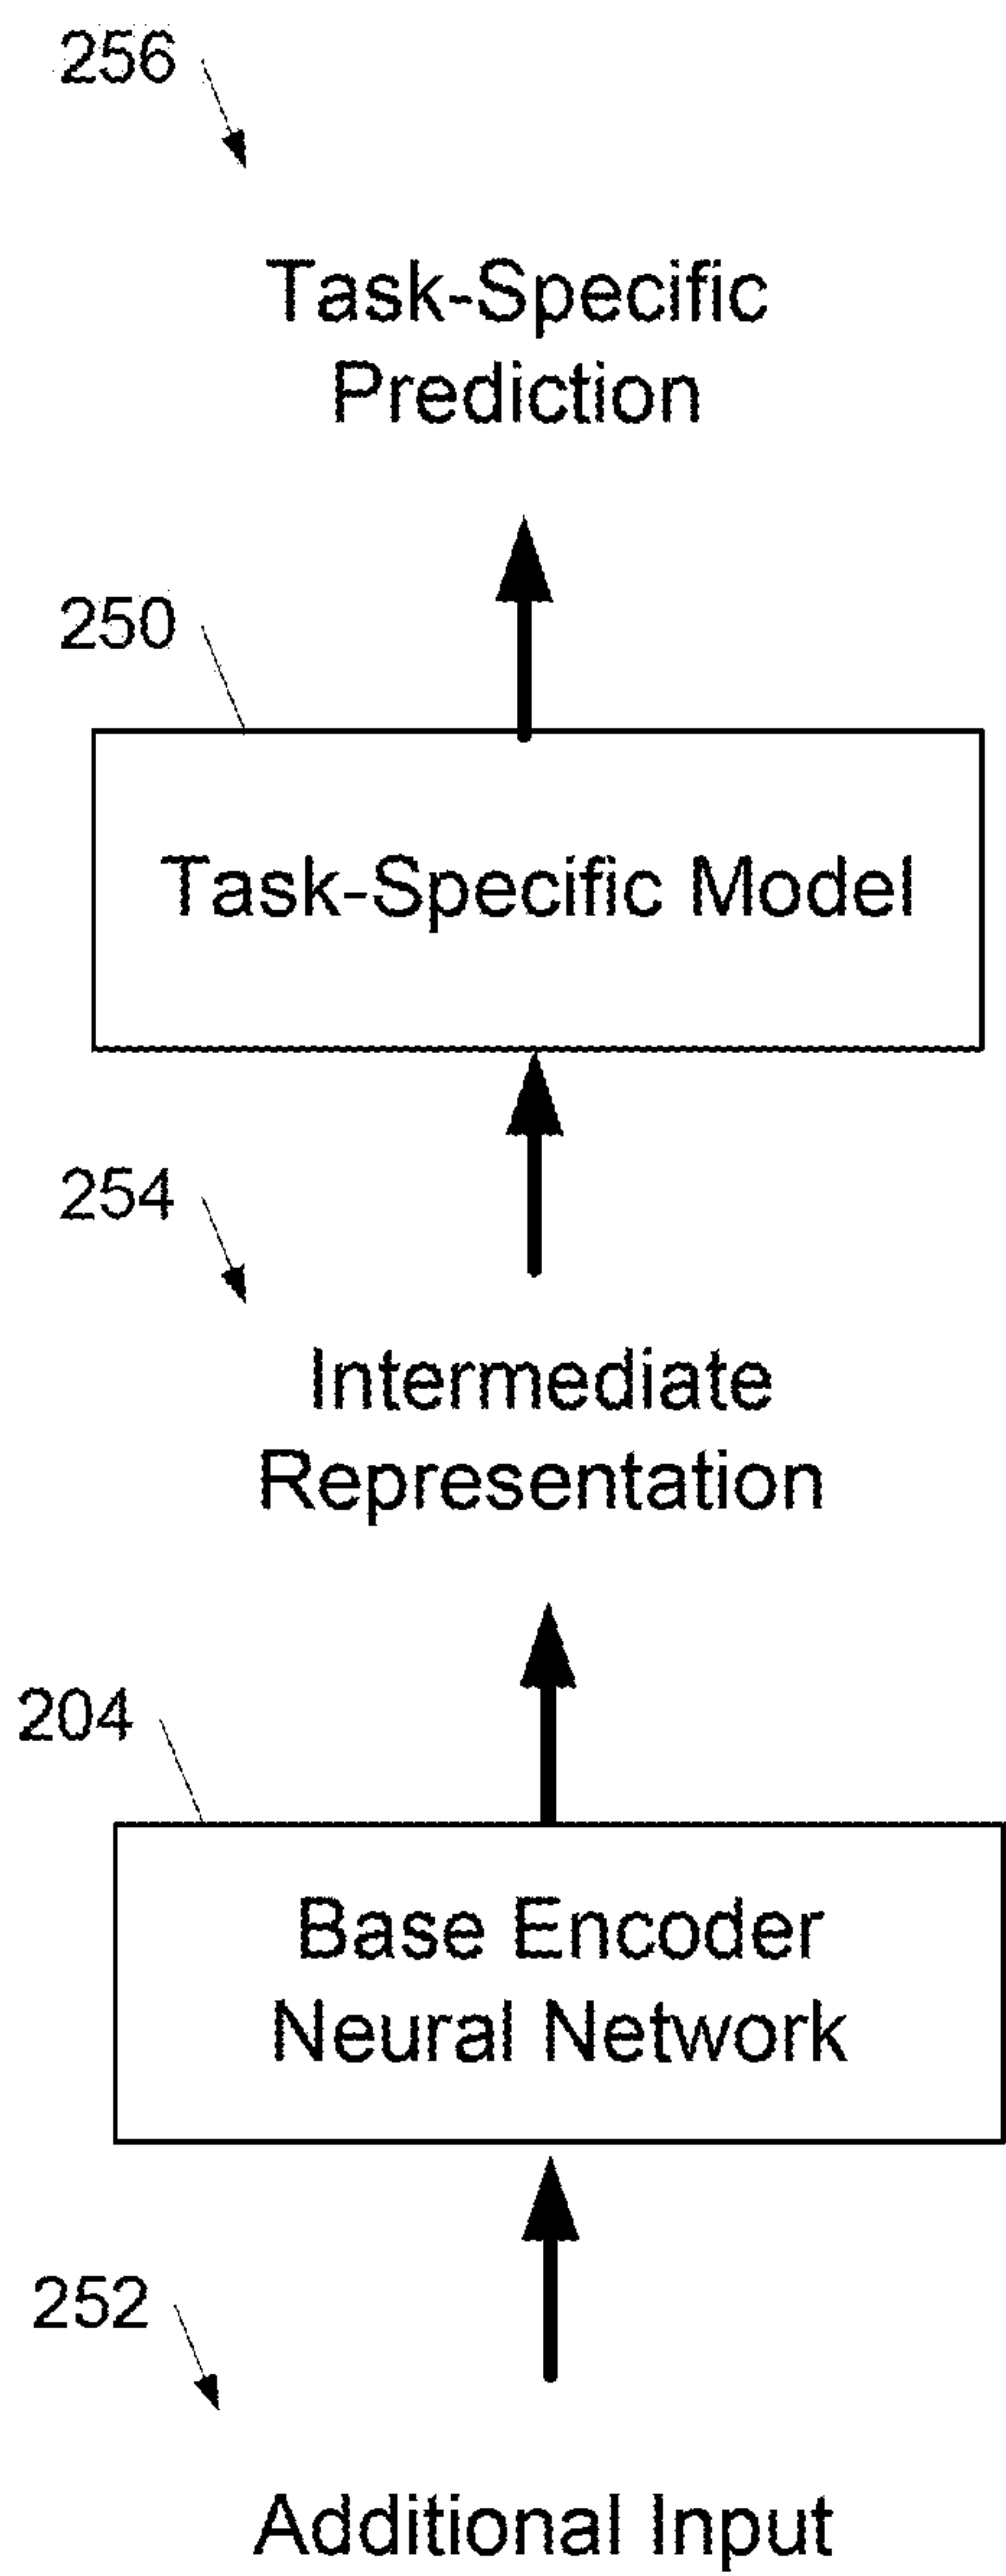 256
Task-Specific
Prediction
250
Task-Specific Model
254
Intermediate
Representation
204
Base Encoder
Neural Network
252
Additional Input